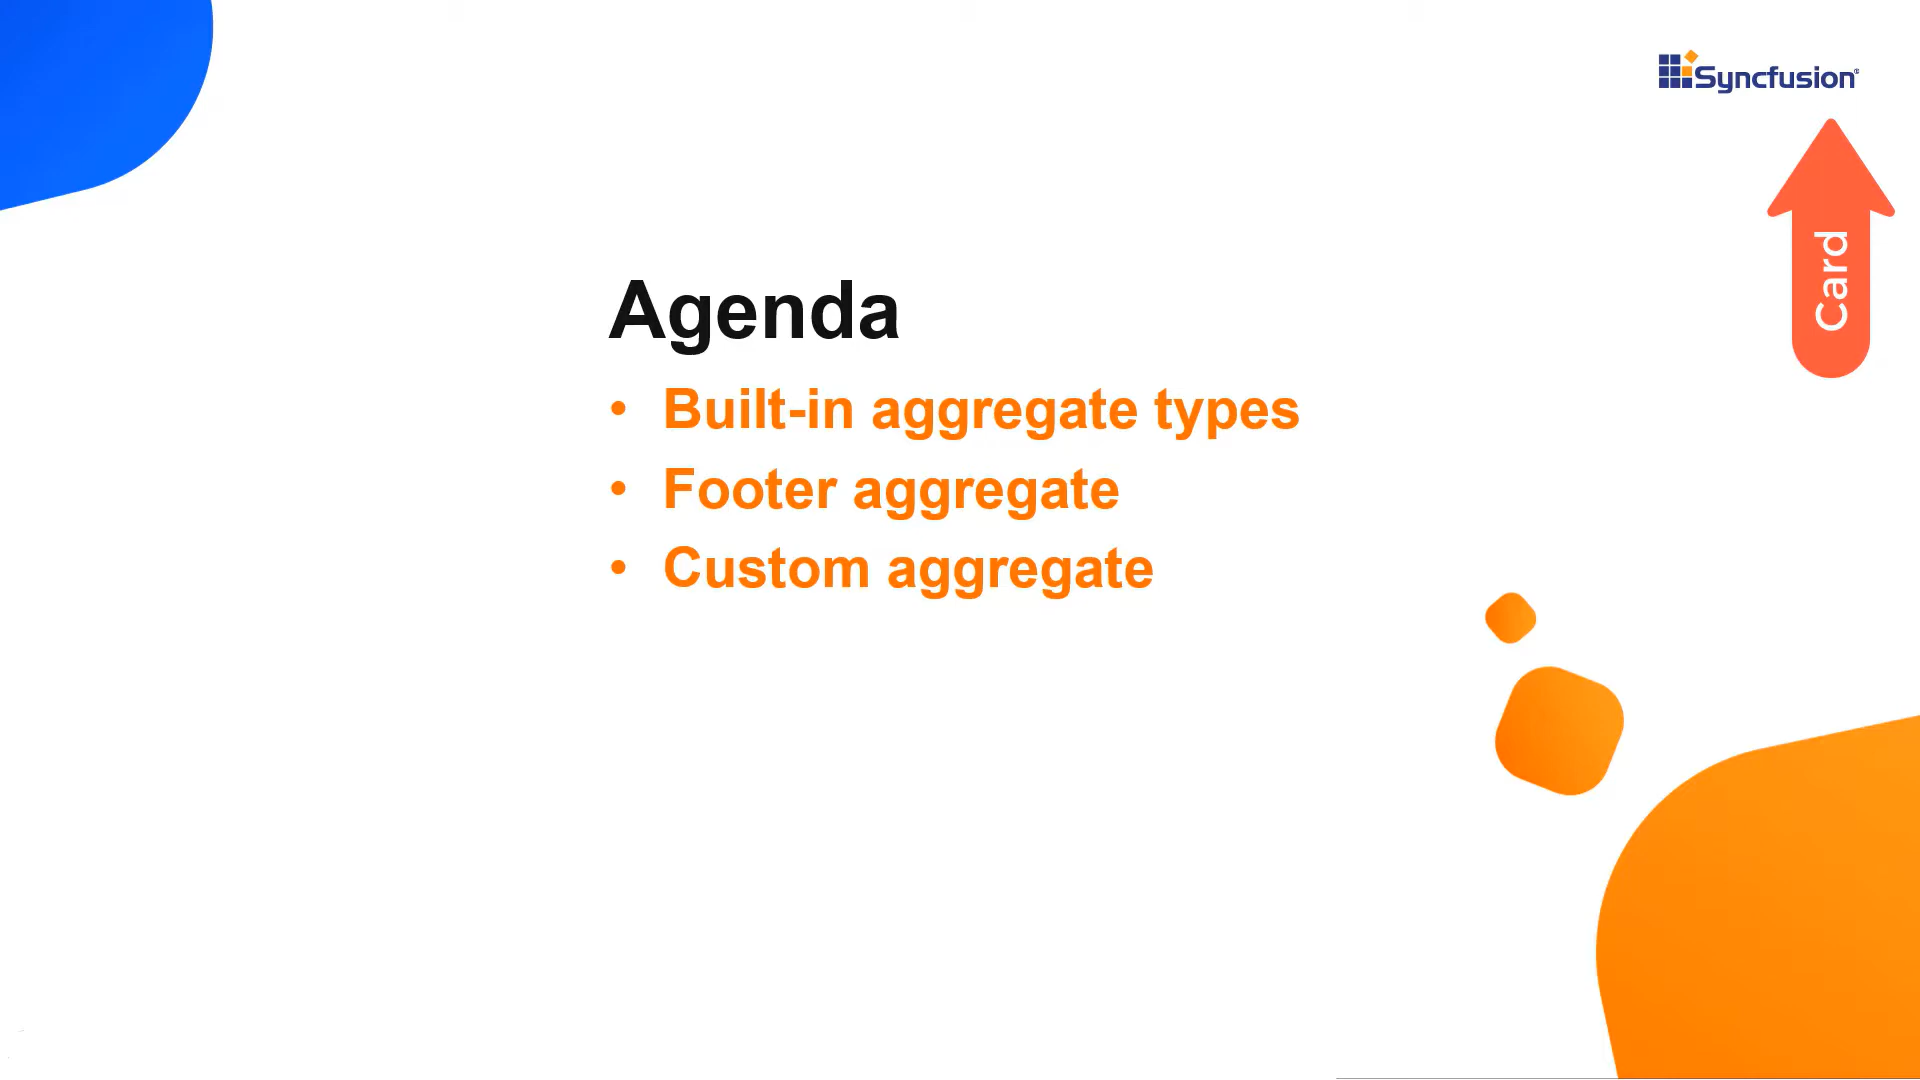 Syncfusion®
Card
Agenda
• Built-in aggregate types
• Footer aggregate
• Custom aggregate